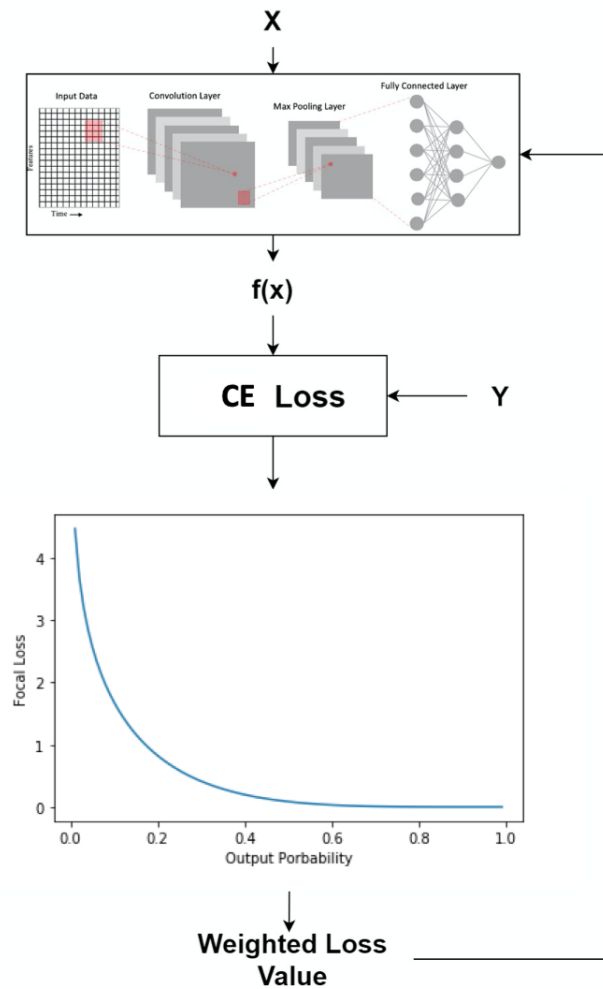 X
Input Data
Convolution Layer
Max Pooling Layer
Fully Connected Layer
Features
Time
f(x)
CE Loss
Y
Focal Loss
4
3
2
1
0
0.0 0.2 0.4 0.6 0.8 1.0
Output Porbability
Weighted Loss
Value